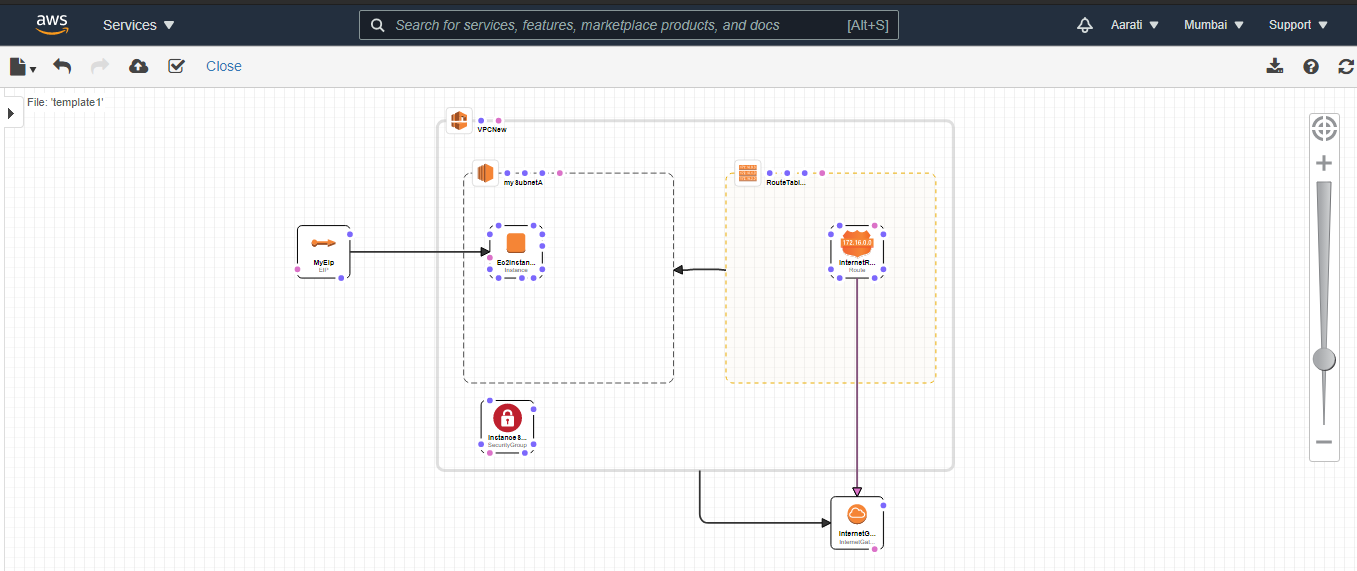 aws Services Search for services, features, marketplace products, and docs [Alt+S] Aarati Mumbai Support
Close
File: 'template1'
VPCNew
mySubnetA
RouteTabl...
MyEip
EIP
Ec2Instan...
Instance
172.16.0.0
InternetR...
Route
InstanceS...
SecurityGroup
InternetG...
InternetGat...